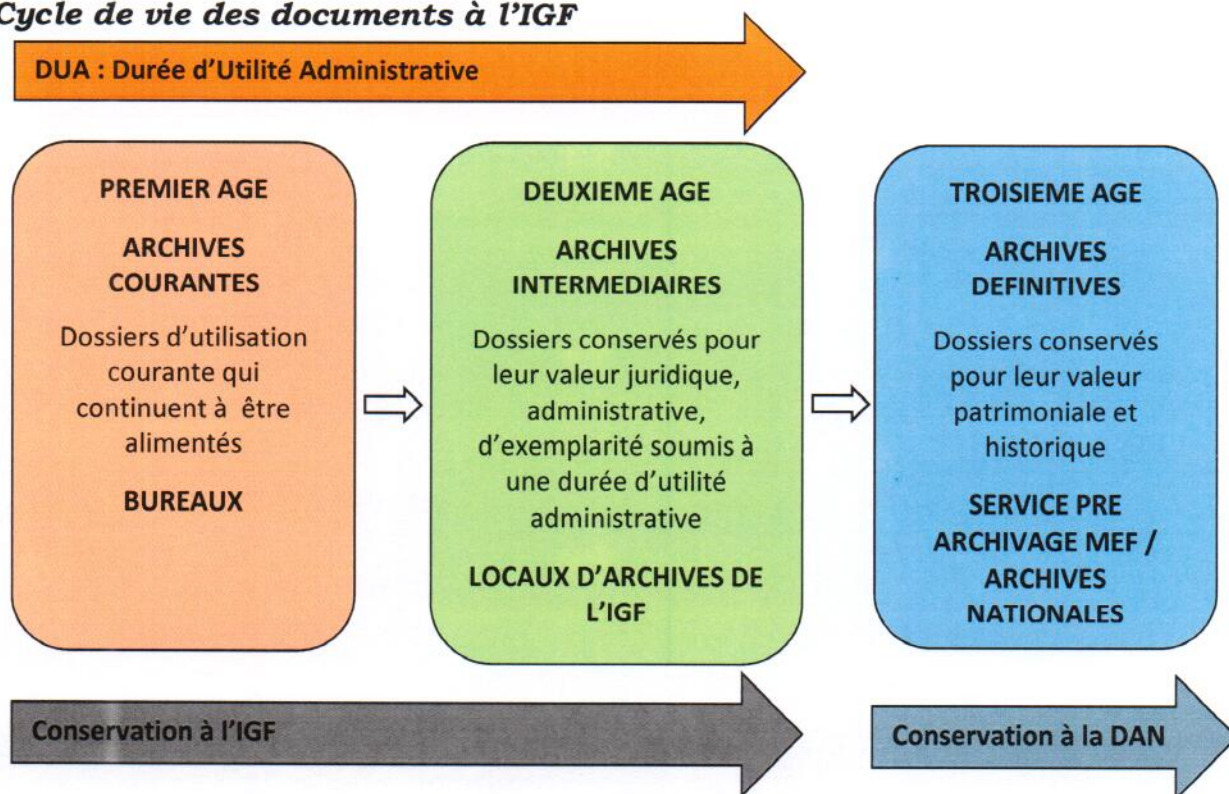 Cycle de vie des documents à l'IGF
DUA : Durée d'Utilité Administrative
PREMIER AGE
ARCHIVES
COURANTES
Dossiers d'utilisation
courante qui
continuent à être
alimentés
BUREAUX
DEUXIEME AGE
ARCHIVES
INTERMEDIAIRES
Dossiers conservés pour
leur valeur juridique,
administrative,
d'exemplarité soumis à
une durée d'utilité
administrative
LOCAUX D'ARCHIVES DE
L'IGF
TROISIEME AGE
ARCHIVES
DEFINITIVES
Dossiers conservés
pour leur valeur
patrimoniale et
historique
SERVICE PRE
ARCHIVAGE MEF /
ARCHIVES
NATIONALES
Conservation à l'IGF
Conservation à la DAN